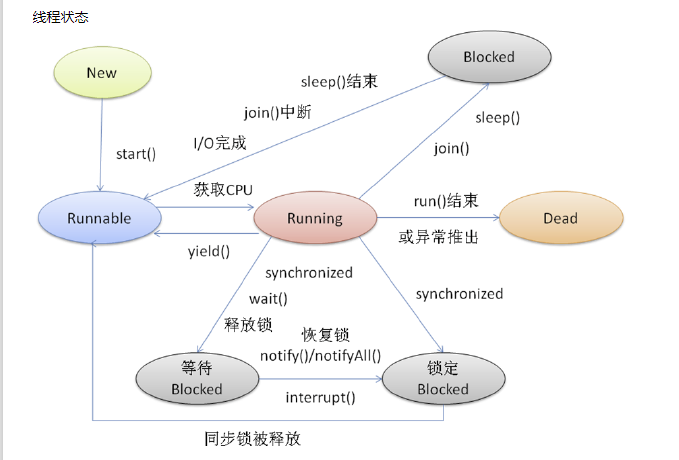 线程状态
New
Blocked
sleep()结束
join()中断
I/O完成
sleep()
join()
start()
获取CPU
Runnable
Running
run()结束
或异常推出
Dead
yield()
synchronized
wait()
释放锁
synchronized
恢复锁
notify()/notifyAll()
等待
Blocked
锁定
Blocked
interrupt()
同步锁被释放